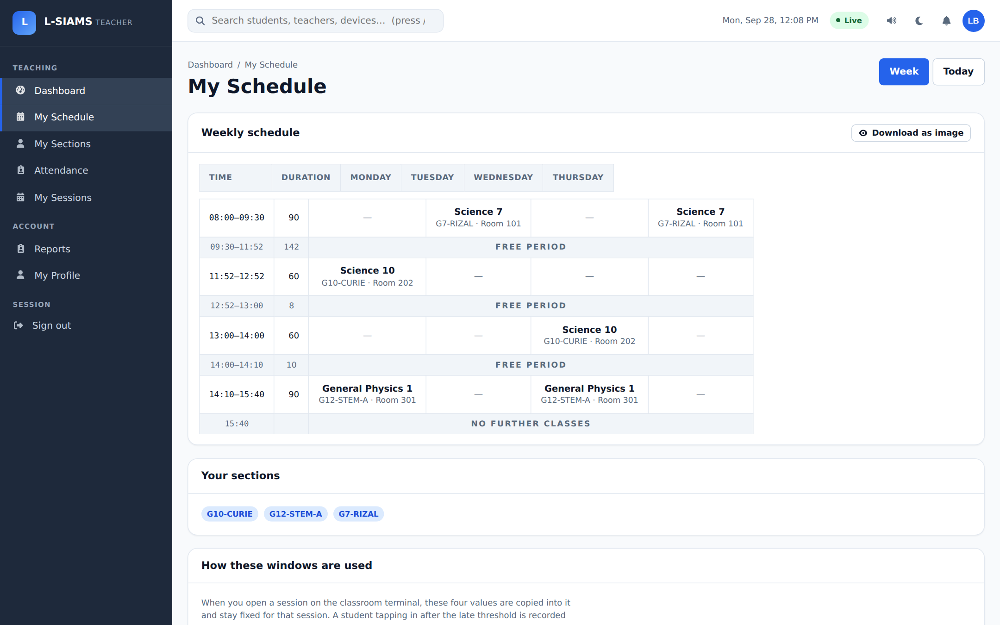 L
L-SIAMS TEACHER
TEACHING
Dashboard
My Schedule
My Sections
Attendance
My Sessions
ACCOUNT
Reports
My Profile
SESSION
Sign out
Search students, teachers, devices… (press /
Mon, Sep 28, 12:08 PM
Live
LB
Dashboard / My Schedule
My Schedule
Week
Today
Weekly schedule
Download as image
TIME DURATION MONDAY TUESDAY WEDNESDAY THURSDAY
08:00–09:30 90 — Science 7 — Science 7
G7-RIZAL · Room 101 G7-RIZAL · Room 101
09:30–11:52 142 FREE PERIOD
11:52–12:52 60 Science 10 — — —
G10-CURIE · Room 202
12:52–13:00 8 FREE PERIOD
13:00–14:00 60 — — Science 10 —
G10-CURIE · Room 202
14:00–14:10 10 FREE PERIOD
14:10–15:40 90 General Physics 1 — General Physics 1 —
G12-STEM-A · Room 301 G12-STEM-A · Room 301
15:40 NO FURTHER CLASSES
Your sections
G10-CURIE G12-STEM-A G7-RIZAL
How these windows are used
When you open a session on the classroom terminal, these four values are copied into it
and stay fixed for that session. A student tapping in after the late threshold is recorded